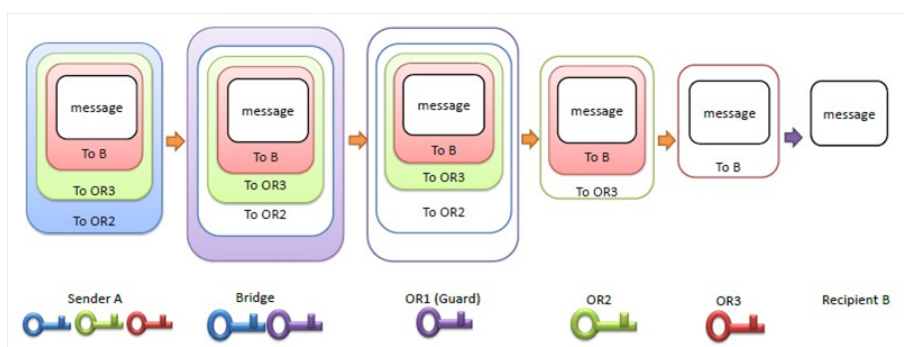 message
To B
To OR3
To OR2
message
To B
To OR3
To OR2
message
To B
To OR3
To OR2
message
To B
To OR3
message
To B
message
Sender A
Bridge
OR1 (Guard)
OR2
OR3
Recipient B